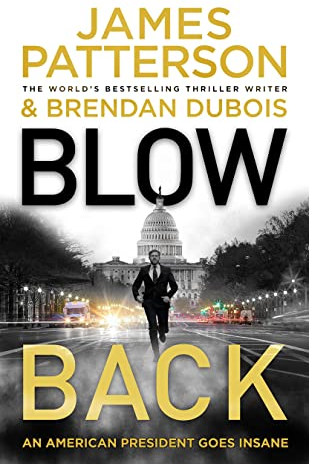 JAMES
PATTERSON
THE WORLD'S BESTSELLING THRILLER WRITER
& BRENDAN DUBOIS
BLOW
BACK
AN AMERICAN PRESIDENT GOES INSANE